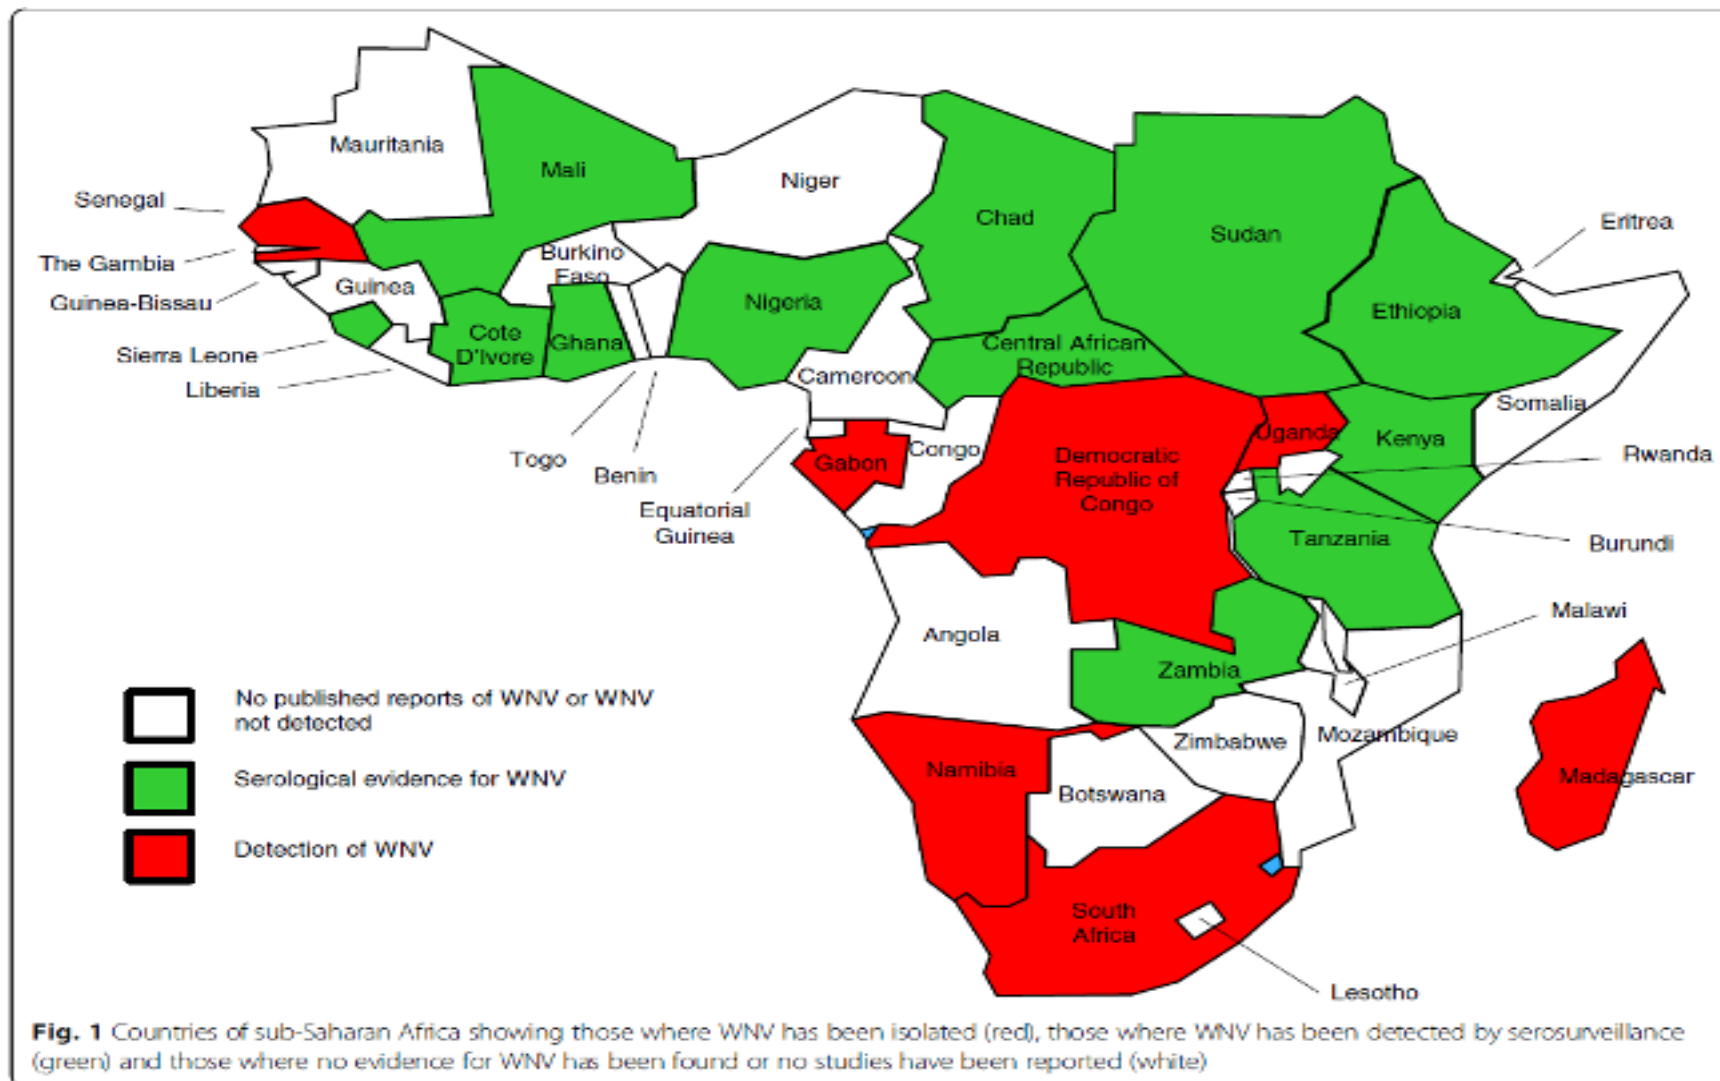 Mauritania
Mali
Niger
Senegal
Chad
Sudan
Eritrea
The Gambia
Burkino
Faso
Guinea
Guinea-Bissau
Nigeria
Ethiopia
Cote
D'Ivore
Ghana
Sierra Leone
Liberia
Central African
Republic
Cameroon
Somalia
Togo
Benin
Equatorial
Guinea
Gabon
Congo
Democratic
Republic of
Congo
Uganda
Kenya
Rwanda
Tanzania
Burundi
Malawi
Angola
Zambia
No published reports of WNV or WNV
not detected
Zimbabwe
Mozambique
Serological evidence for WNV
Namibia
Botswana
Madagascar
Detection of WNV
South
Africa
Lesotho
Fig. 1 Countries of sub-Saharan Africa showing those where WNV has been isolated (red), those where WNV has been detected by serosurveillance
(green) and those where no evidence for WNV has been found or no studies have been reported (white)